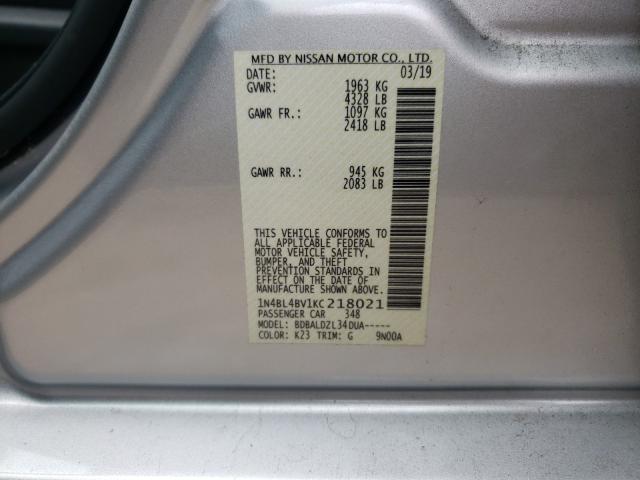 MFD BY NISSAN MOTOR CO., LTD.
DATE: 03/19
GVWR: 1963 KG
4328 LB
GAWR FR.: 1097 KG
2418 LB
GAWR RR.: 945 KG
2083 LB
THIS VEHICLE CONFORMS TO
ALL APPLICABLE FEDERAL
MOTOR VEHICLE SAFETY,
BUMPER, AND THEFT
PREVENTION STANDARDS IN
EFFECT ON THE DATE OF
MANUFACTURE SHOWN ABOVE.
1N4BL4BV1KC218021
PASSENGER CAR 348
MODEL: BDBALDZL34DUA-----
COLOR: K23 TRIM: G 9N00A